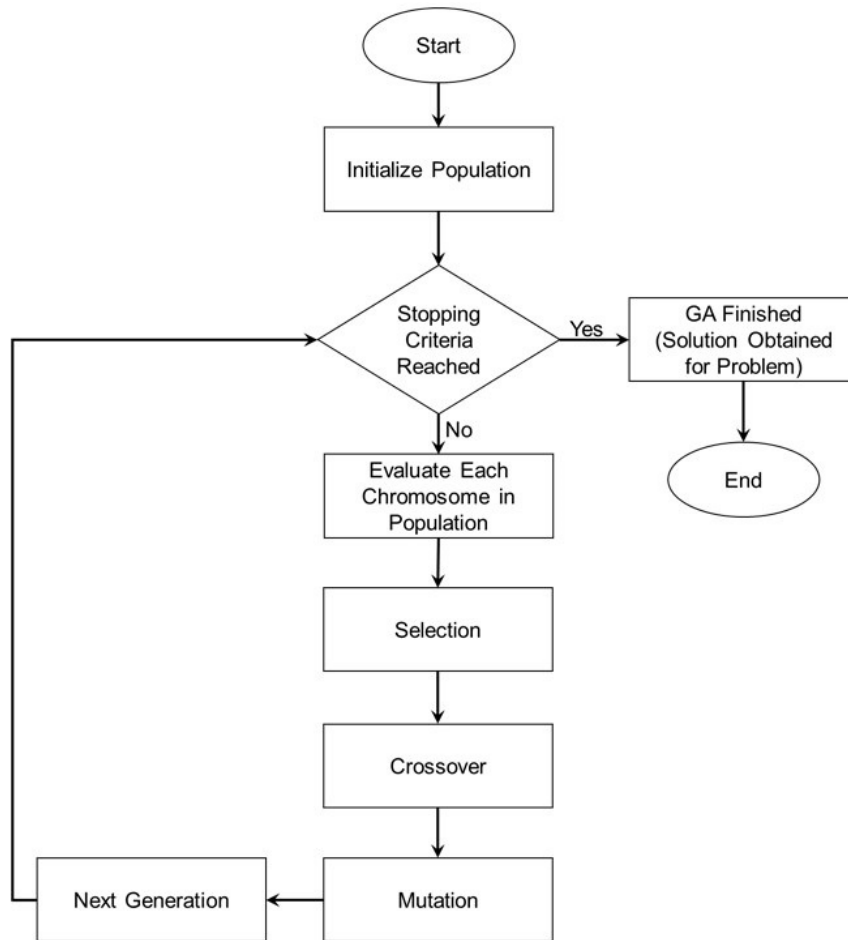 Start
Initialize Population
Stopping
Criteria
Reached
Yes
GA Finished
(Solution Obtained
for Problem)
No
End
Evaluate Each
Chromosome in
Population
Selection
Crossover
Mutation
Next Generation